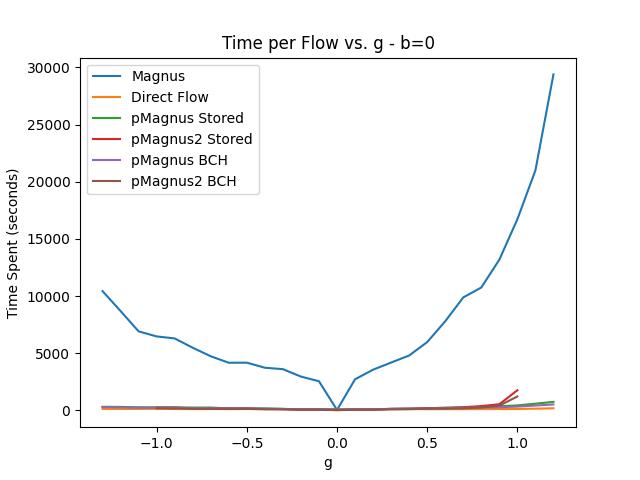 Time per Flow vs. g - b=0
Time Spent (seconds)
30000
25000
20000
15000
10000
5000
0
Magnus
Direct Flow
pMagnus Stored
pMagnus2 Stored
pMagnus BCH
pMagnus2 BCH
−1.0
−0.5
0.0
0.5
1.0
g